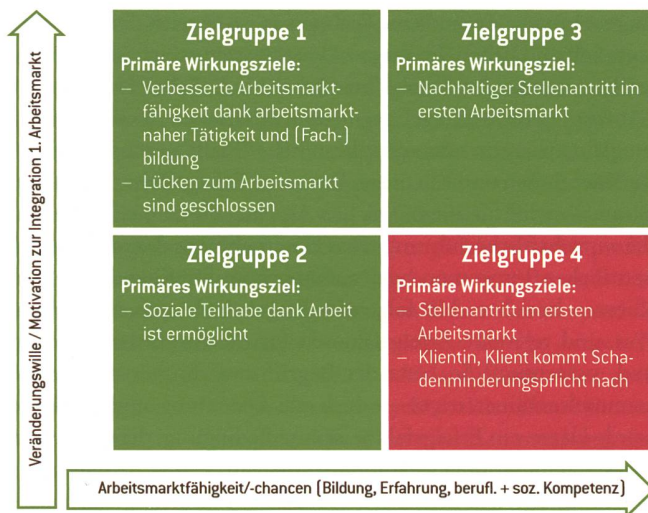 Veränderungswille / Motivation zur Integration 1. Arbeitsmarkt
Zielgruppe 1
Primäre Wirkungsziele:
– Verbesserte Arbeitsmarkt-
fähigkeit dank arbeitsmarkt-
naher Tätigkeit und (Fach-)
bildung
– Lücken zum Arbeitsmarkt
sind geschlossen
Zielgruppe 3
Primäres Wirkungsziel:
– Nachhaltiger Stellenantritt im
ersten Arbeitsmarkt
Zielgruppe 2
Primäres Wirkungsziel:
– Soziale Teilhabe dank Arbeit
ist ermöglicht
Zielgruppe 4
Primäre Wirkungsziele:
– Stellenantritt im ersten
Arbeitsmarkt
– Klientin, Klient kommt Scha-
denminderungspflicht nach
Arbeitsmarktfähigkeit/-chancen (Bildung, Erfahrung, berufl. + soz. Kompetenz)